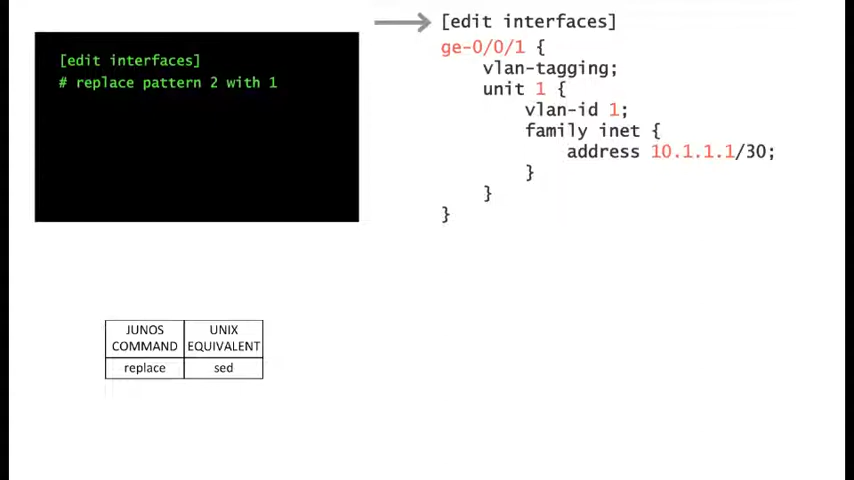 [edit interfaces]
# replace pattern 2 with 1
[edit interfaces]
ge-0/0/1 {
vlan-tagging;
unit 1 {
vlan-id 1;
family inet {
address 10.1.1.1/30;
}
}
}
JUNOS COMMAND
UNIX EQUIVALENT
replace
sed